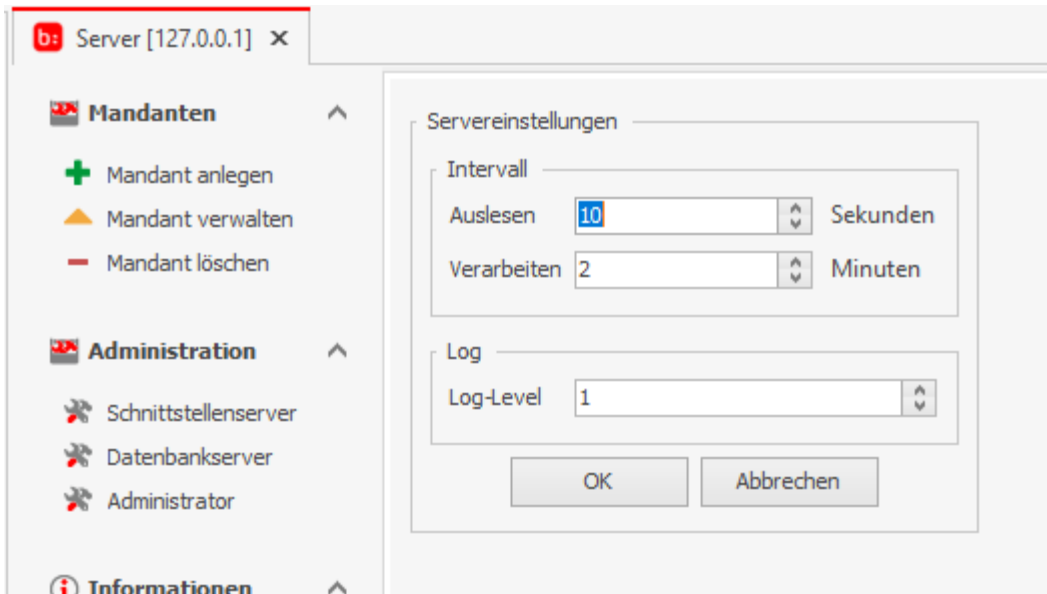 b: Server [127.0.0.1] ×
Mandanten
Mandant anlegen
Mandant verwalten
Mandant löschen
Administration
Schnittstellenserver
Datenbankserver
Administrator
Informationen
Servereinstellungen
Intervall
Auslesen 10 Sekunden
Verarbeiten 2 Minuten
Log
Log-Level 1
OK Abbrechen